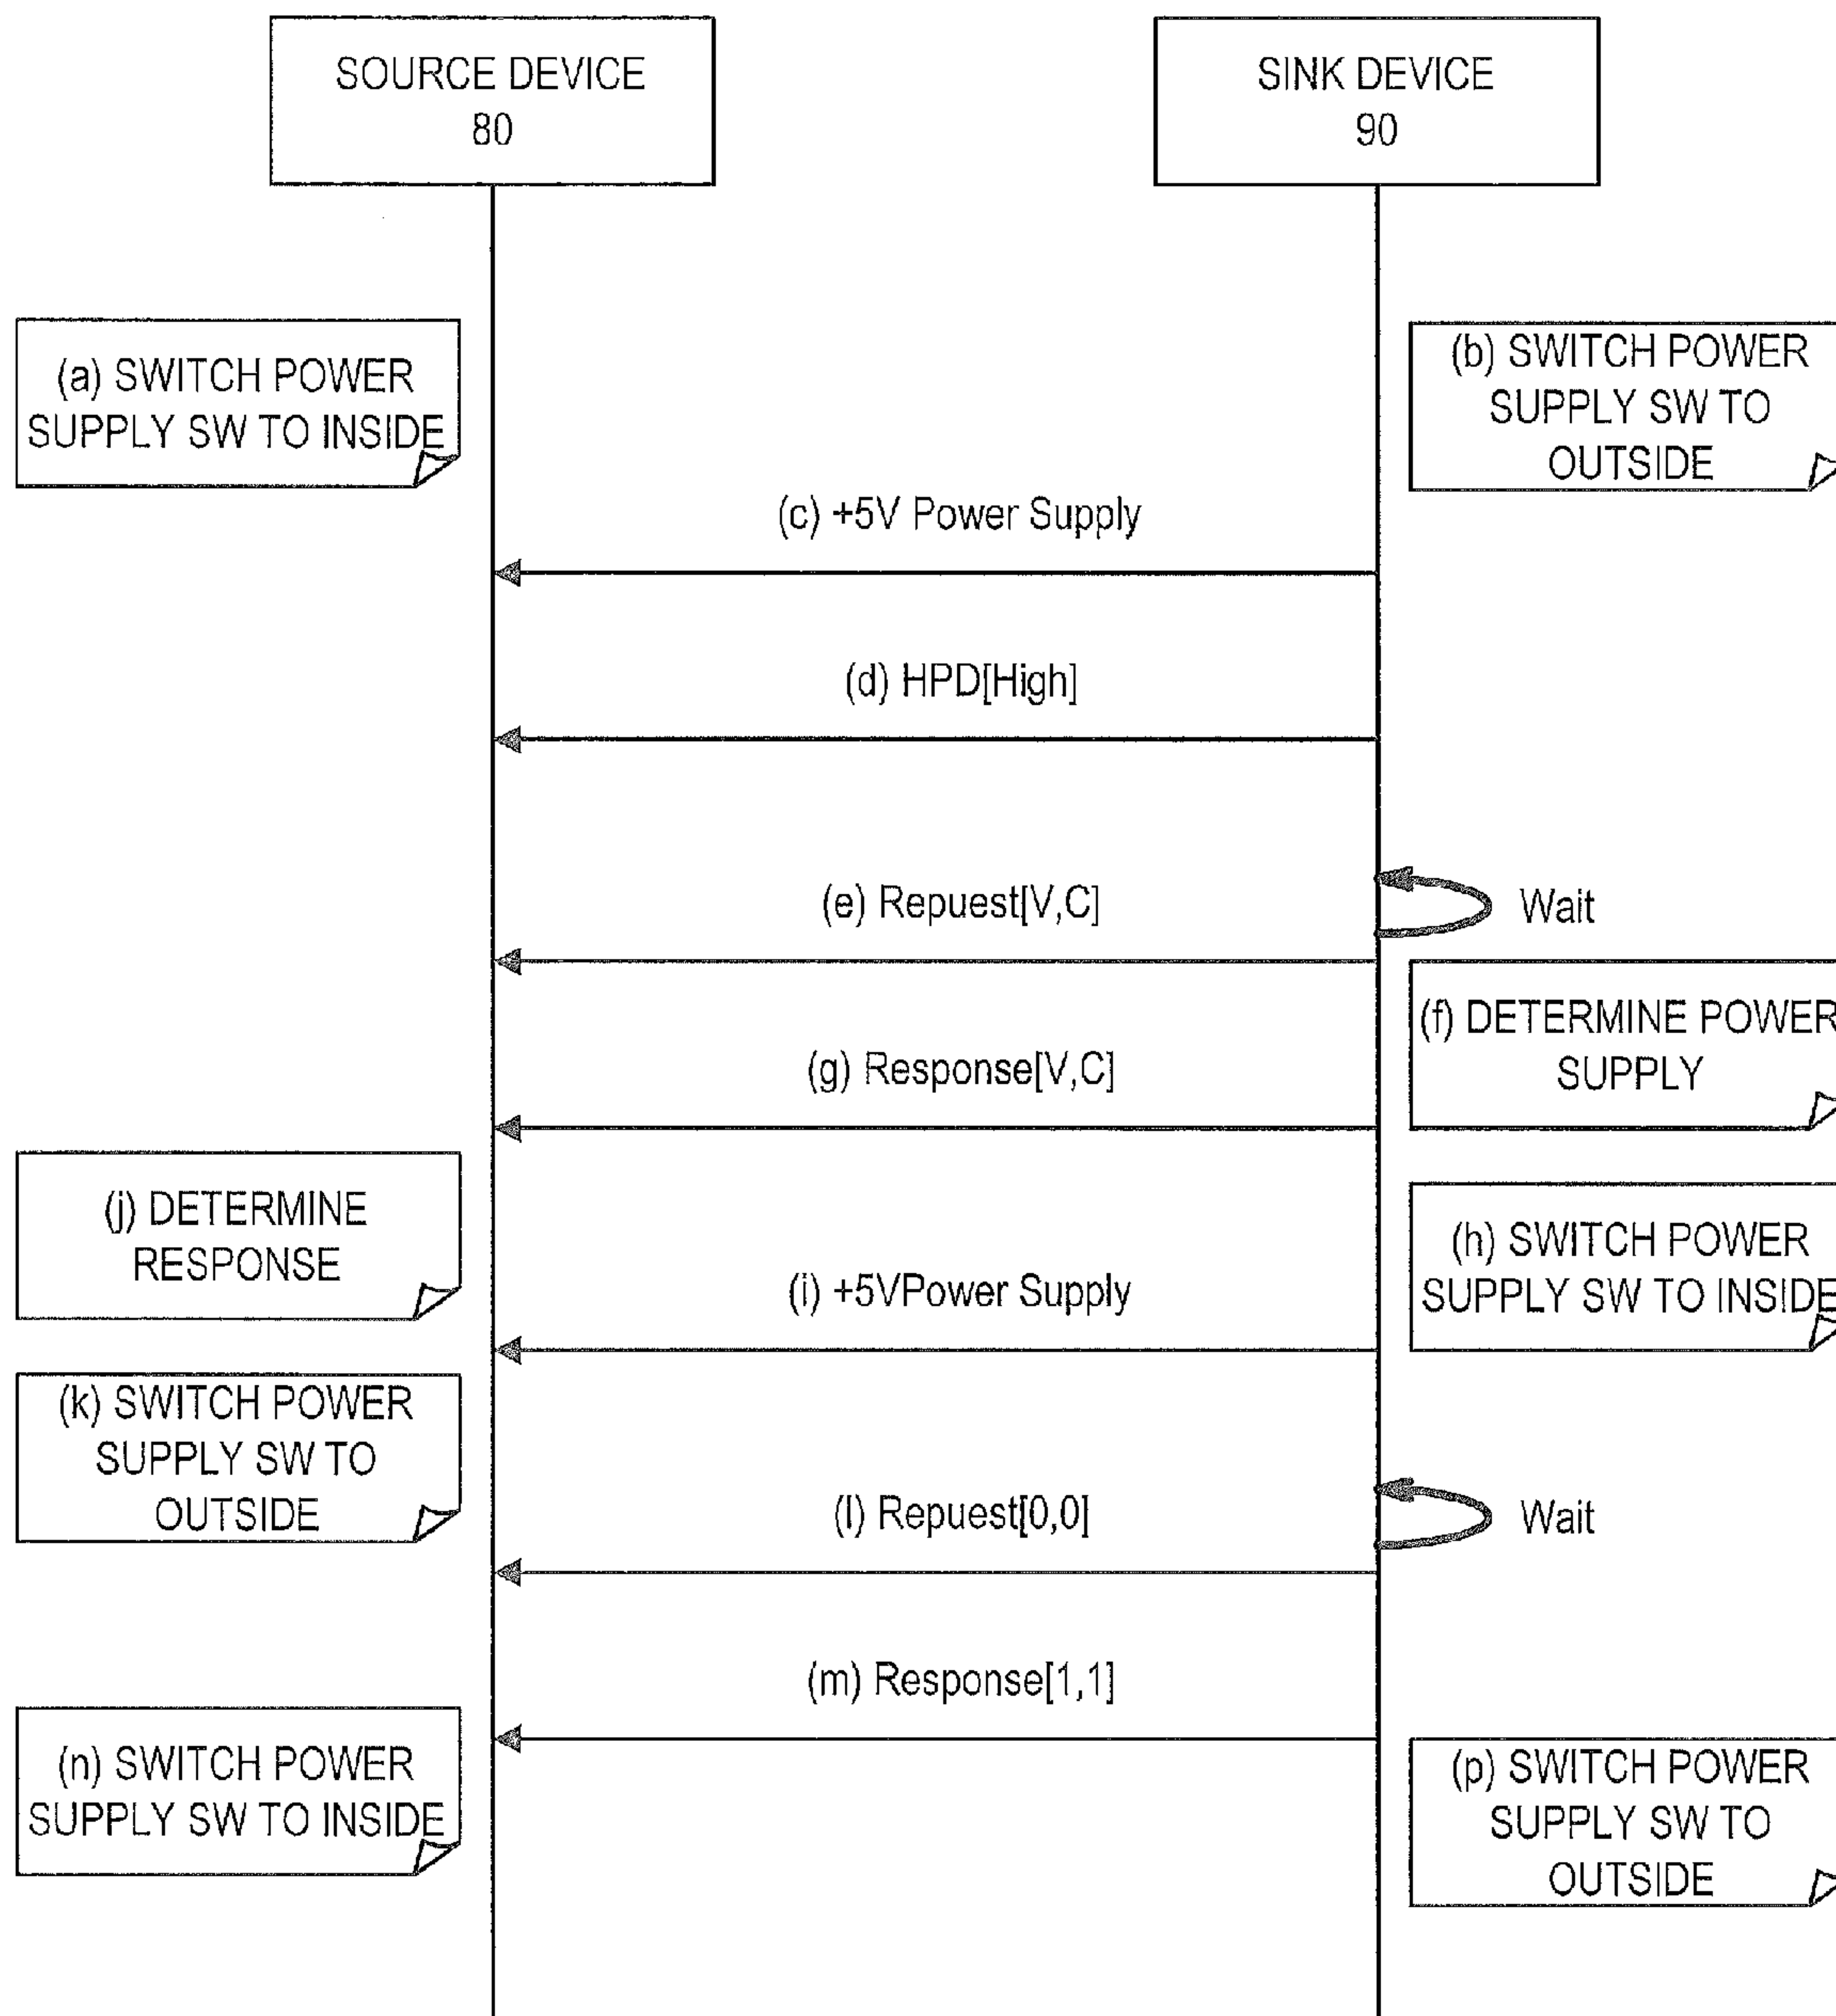 SOURCE DEVICE
80
SINK DEVICE
90
(a) SWITCH POWER
SUPPLY SW TO INSIDE
(b) SWITCH POWER
SUPPLY SW TO
OUTSIDE
(c) +5V Power Supply
(d) HPD[High]
(e) Repuest[V,C]
Wait
(f) DETERMINE POWER
SUPPLY
(g) Response[V,C]
(j) DETERMINE
RESPONSE
(h) SWITCH POWER
SUPPLY SW TO INSIDE
(i) +5VPower Supply
(k) SWITCH POWER
SUPPLY SW TO
OUTSIDE
(l) Repuest[0,0]
Wait
(m) Response[1,1]
(n) SWITCH POWER
SUPPLY SW TO INSIDE
(p) SWITCH POWER
SUPPLY SW TO
OUTSIDE